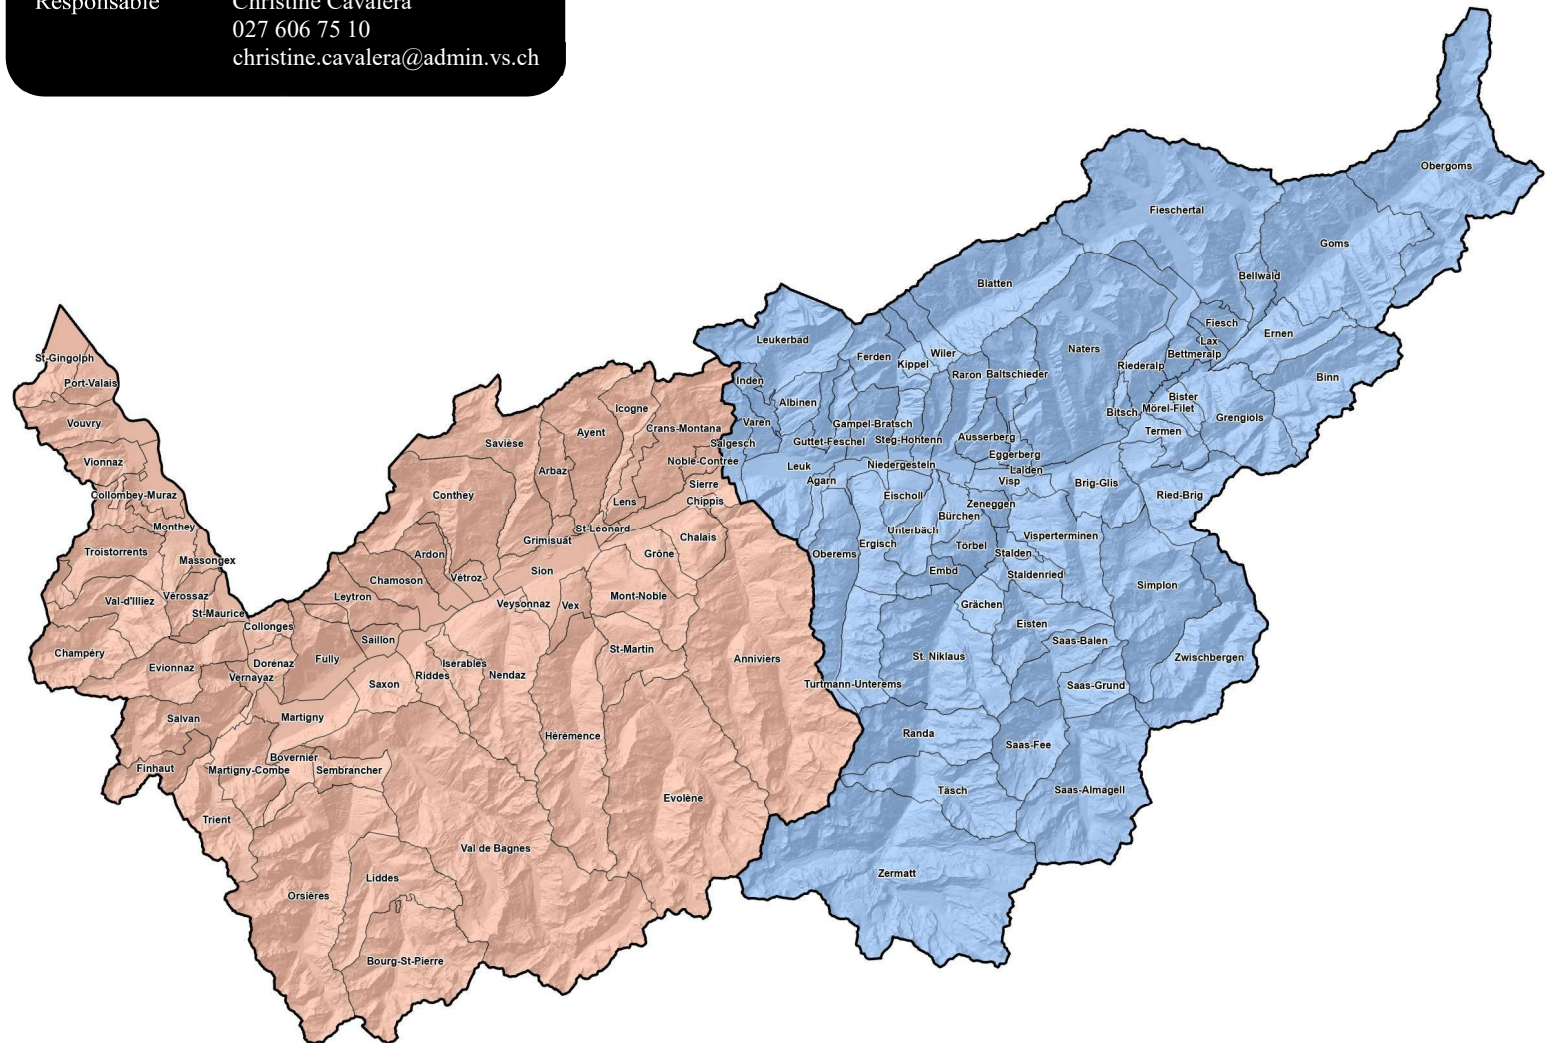 Responsable Christine Cavalera
027 606 75 10
christine.cavalera@admin.vs.ch
Obergoms
Fieschertal
Goms
Bellwald
Blatten
Fiesch
Ernen
Leukerbad
Lax
Naters
Bettmeralp
Wiler
Ferden
St-Gingolph
Kippel
Riederalp
Raron
Baltschieder
Binn
Inden
Port-Valais
Bister
Albinen
Icogne
Mörel-Filet
Bitsch
Grengiols
Vouvry
Varen
Gampel-Bratsch
Crans-Montana
Ayent
Termen
Ausserberg
Steg-Hohtenn
Guttet-Feschel
Salgesch
Savièse
Eggerberg
Noble-Contrée
Vionnaz
Niedergesteln
Leuk
Arbaz
Lalden
Agarn
Visp
Brig-Glis
Sierre
Collombey-Muraz
Conthey
Eischoll
Ried-Brig
Chippis
Lens
Zeneggen
Bürchen
Monthey
St-Léonard
Unterbäch
Visperterminen
Chalais
Grimisuat
Ergisch
Törbel
Troistorrents
Ardon
Grône
Oberems
Stalden
Massongex
Sion
Embd
Staldenried
Vétroz
Chamoson
Simplon
Vérossaz
Leytron
Mont-Noble
Val-d'Illiez
Veysonnaz
Vex
Grächen
St-Maurice
Collonges
Eisten
Saillon
Saas-Balen
St-Martin
Champéry
St. Niklaus
Zwischbergen
Fully
Anniviers
Dorénaz
Isérables
Evionnaz
Riddes
Nendaz
Vernayaz
Saxon
Turtmann-Unterems
Saas-Grund
Martigny
Salvan
Randa
Hérémence
Saas-Fee
Bovernier
Finhaut
Martigny-Combe
Sembrancher
Täsch
Saas-Almagell
Evolène
Trient
Val de Bagnes
Zermatt
Liddes
Orsières
Bourg-St-Pierre